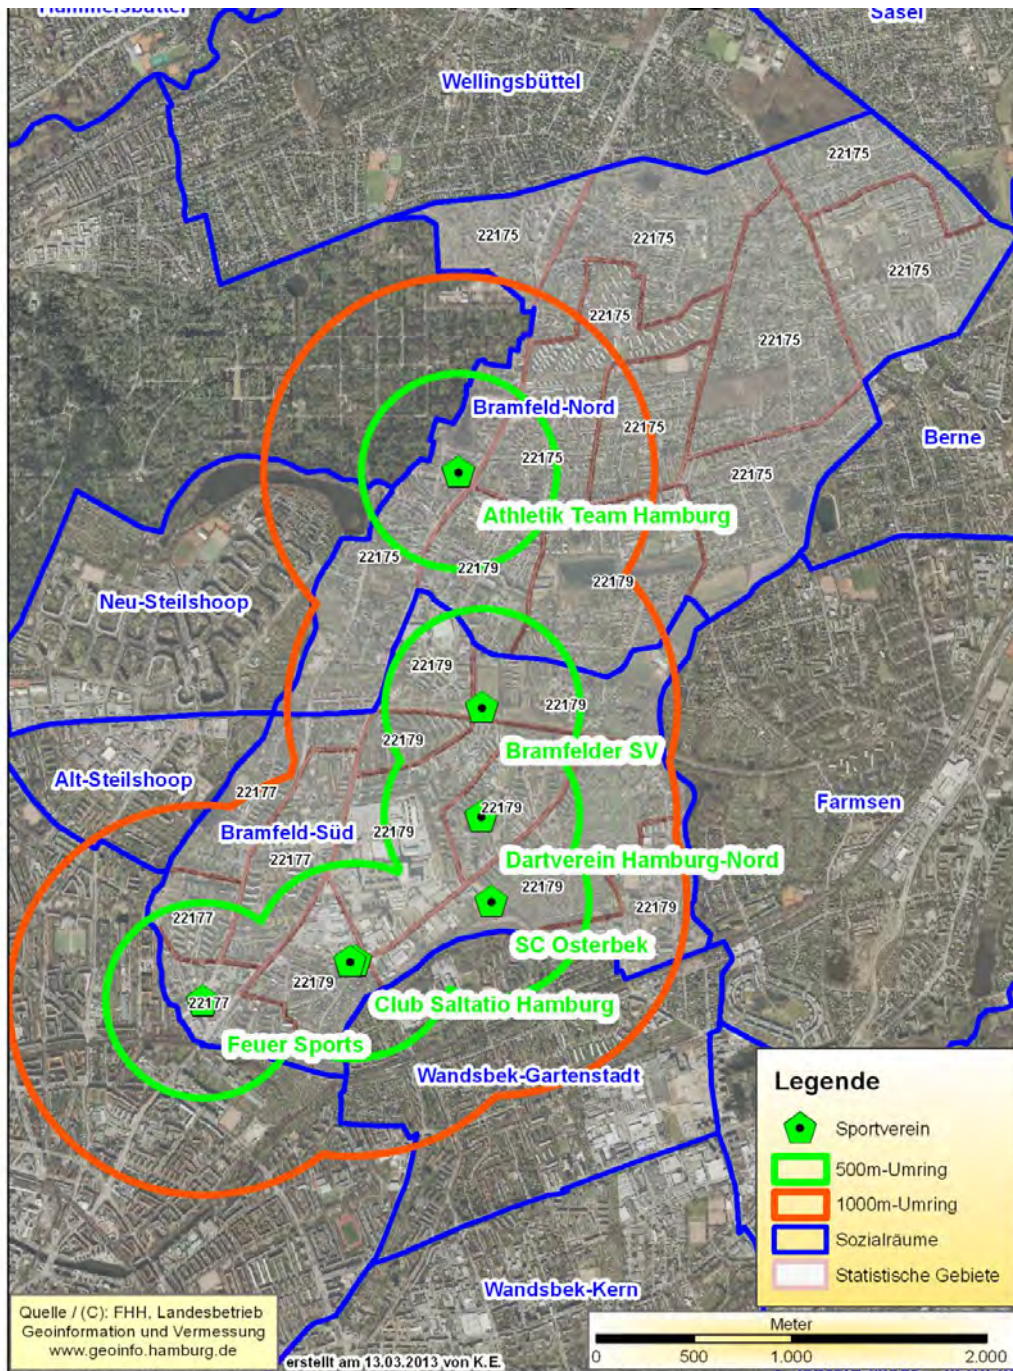 Hummelsbüttel
Sasel
Wellingsbüttel
22175
22175
22175
22175
22175
22175
Bramfeld-Nord
22175
Berne
22175
22175
Athletik Team Hamburg
22175
22179
22179
Neu-Steilshoop
22179
22179
22179
Bramfelder SV
Alt-Steilshoop
22177
Farmsen
22179
Bramfeld-Süd
22179
22177
Dartverein Hamburg-Nord
22179
22177
22179
SC Osterbek
22179
22177
Club Saltatio Hamburg
Feuer Sports
Wandsbek-Gartenstadt
Legende
Sportverein
500m-Umring
1000m-Umring
Sozialräume
Statistische Gebiete
Wandsbek-Kern
Quelle / (C): FHH, Landesbetrieb
Geoinformation und Vermessung
www.geoinfo.hamburg.de
erstellt am 13.03.2013 von K.E.
Meter
0 500 1.000 2.000